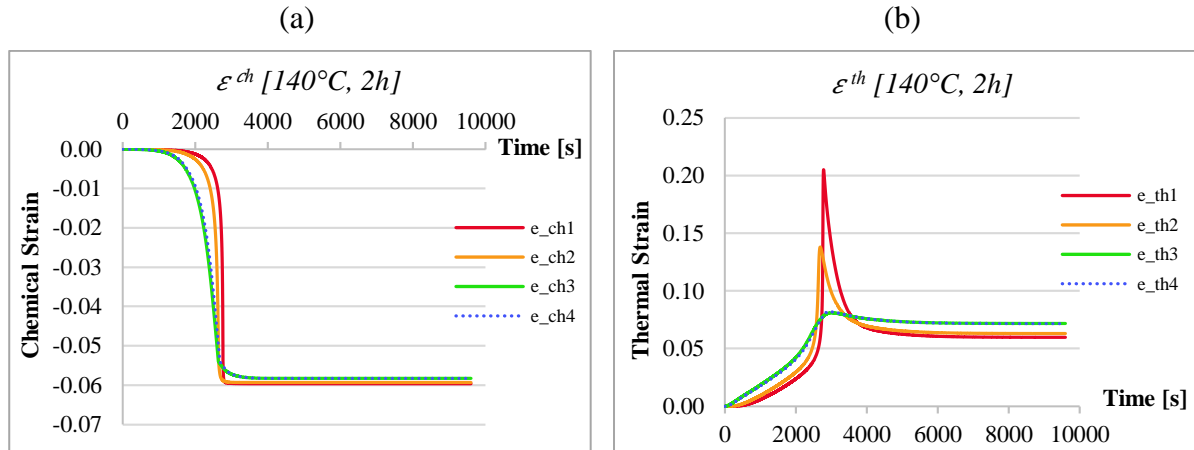 (a)
ε ch [140°C, 2h]
0 2000 4000 6000 8000 10000
Time [s]
0.00
-0.01
-0.02
-0.03
-0.04
-0.05
-0.06
-0.07
Chemical Strain
e_ch1
e_ch2
e_ch3
e_ch4
(b)
ε th [140°C, 2h]
0.25
0.20
0.15
0.10
0.05
0.00
Thermal Strain
e_th1
e_th2
e_th3
e_th4
Time [s]
0 2000 4000 6000 8000 10000